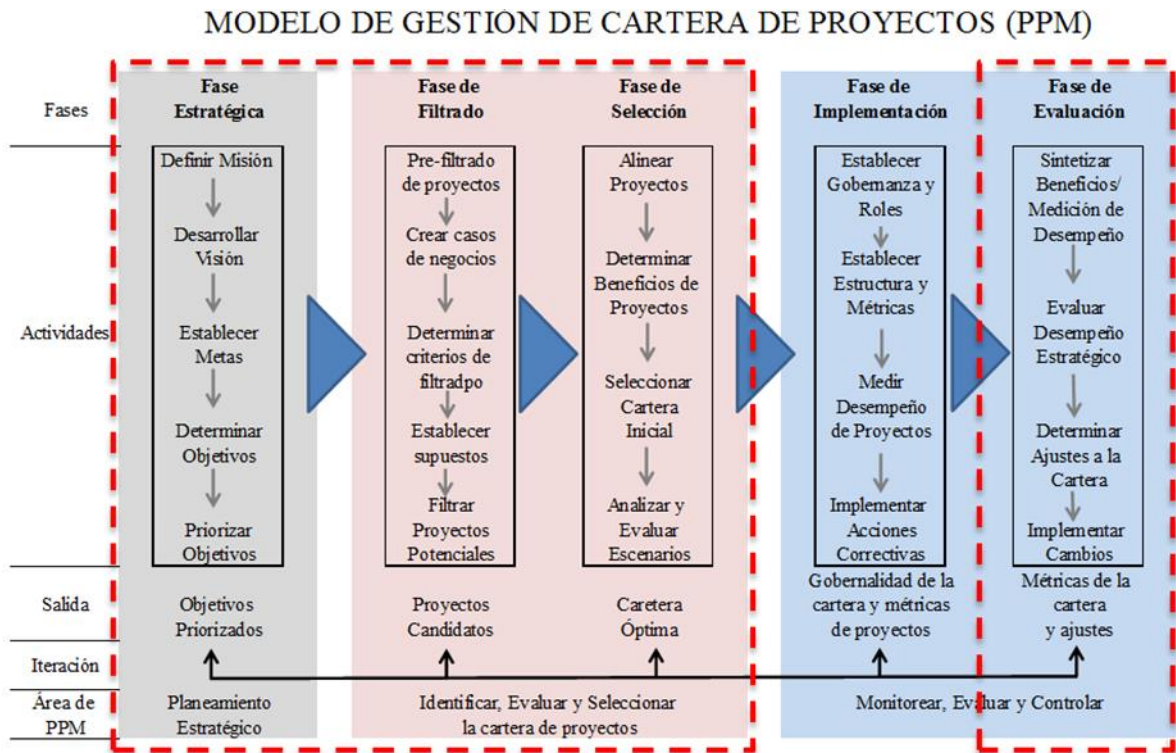 MODELO DE GESTIÓN DE CARTERA DE PROYECTOS (PPM)
Fases
Fase
Estratégica
Fase de
Filtrado
Fase de
Selección
Fase de
Implementación
Fase de
Evaluación
Actividades
Definir Misión
Desarrollar
Visión
Establecer
Metas
Determinar
Objetivos
Priorizar
Objetivos
Pre-filtrado
de proyectos
Crear casos
de negocios
Determinar
criterios de
filtradpo
Establecer
supuestos
Filtrar
Proyectos
Potenciales
Alinear
Proyectos
Determinar
Beneficios de
Proyectos
Seleccionar
Cartera
Inicial
Analizar y
Evaluar
Escenarios
Establecer
Gobernanza y
Roles
Establecer
Estructura y
Métricas
Medir
Desempeño
de Proyectos
Implementar
Acciones
Correctivas
Sintetizar
Beneficios/
Medición de
Desempeño
Evaluar
Desempeño
Estratégico
Determinar
Ajustes a la
Cartera
Implementar
Cambios
Salida
Objetivos
Priorizados
Proyectos
Candidatos
Caretera
Óptima
Gobernalidad de la
cartera y métricas
de proyectos
Métricas de la
cartera
y ajustes
Iteración
Área de
PPM
Planeamiento
Estratégico
Identificar, Evaluar y Seleccionar
la cartera de proyectos
Monitorear, Evaluar y Controlar